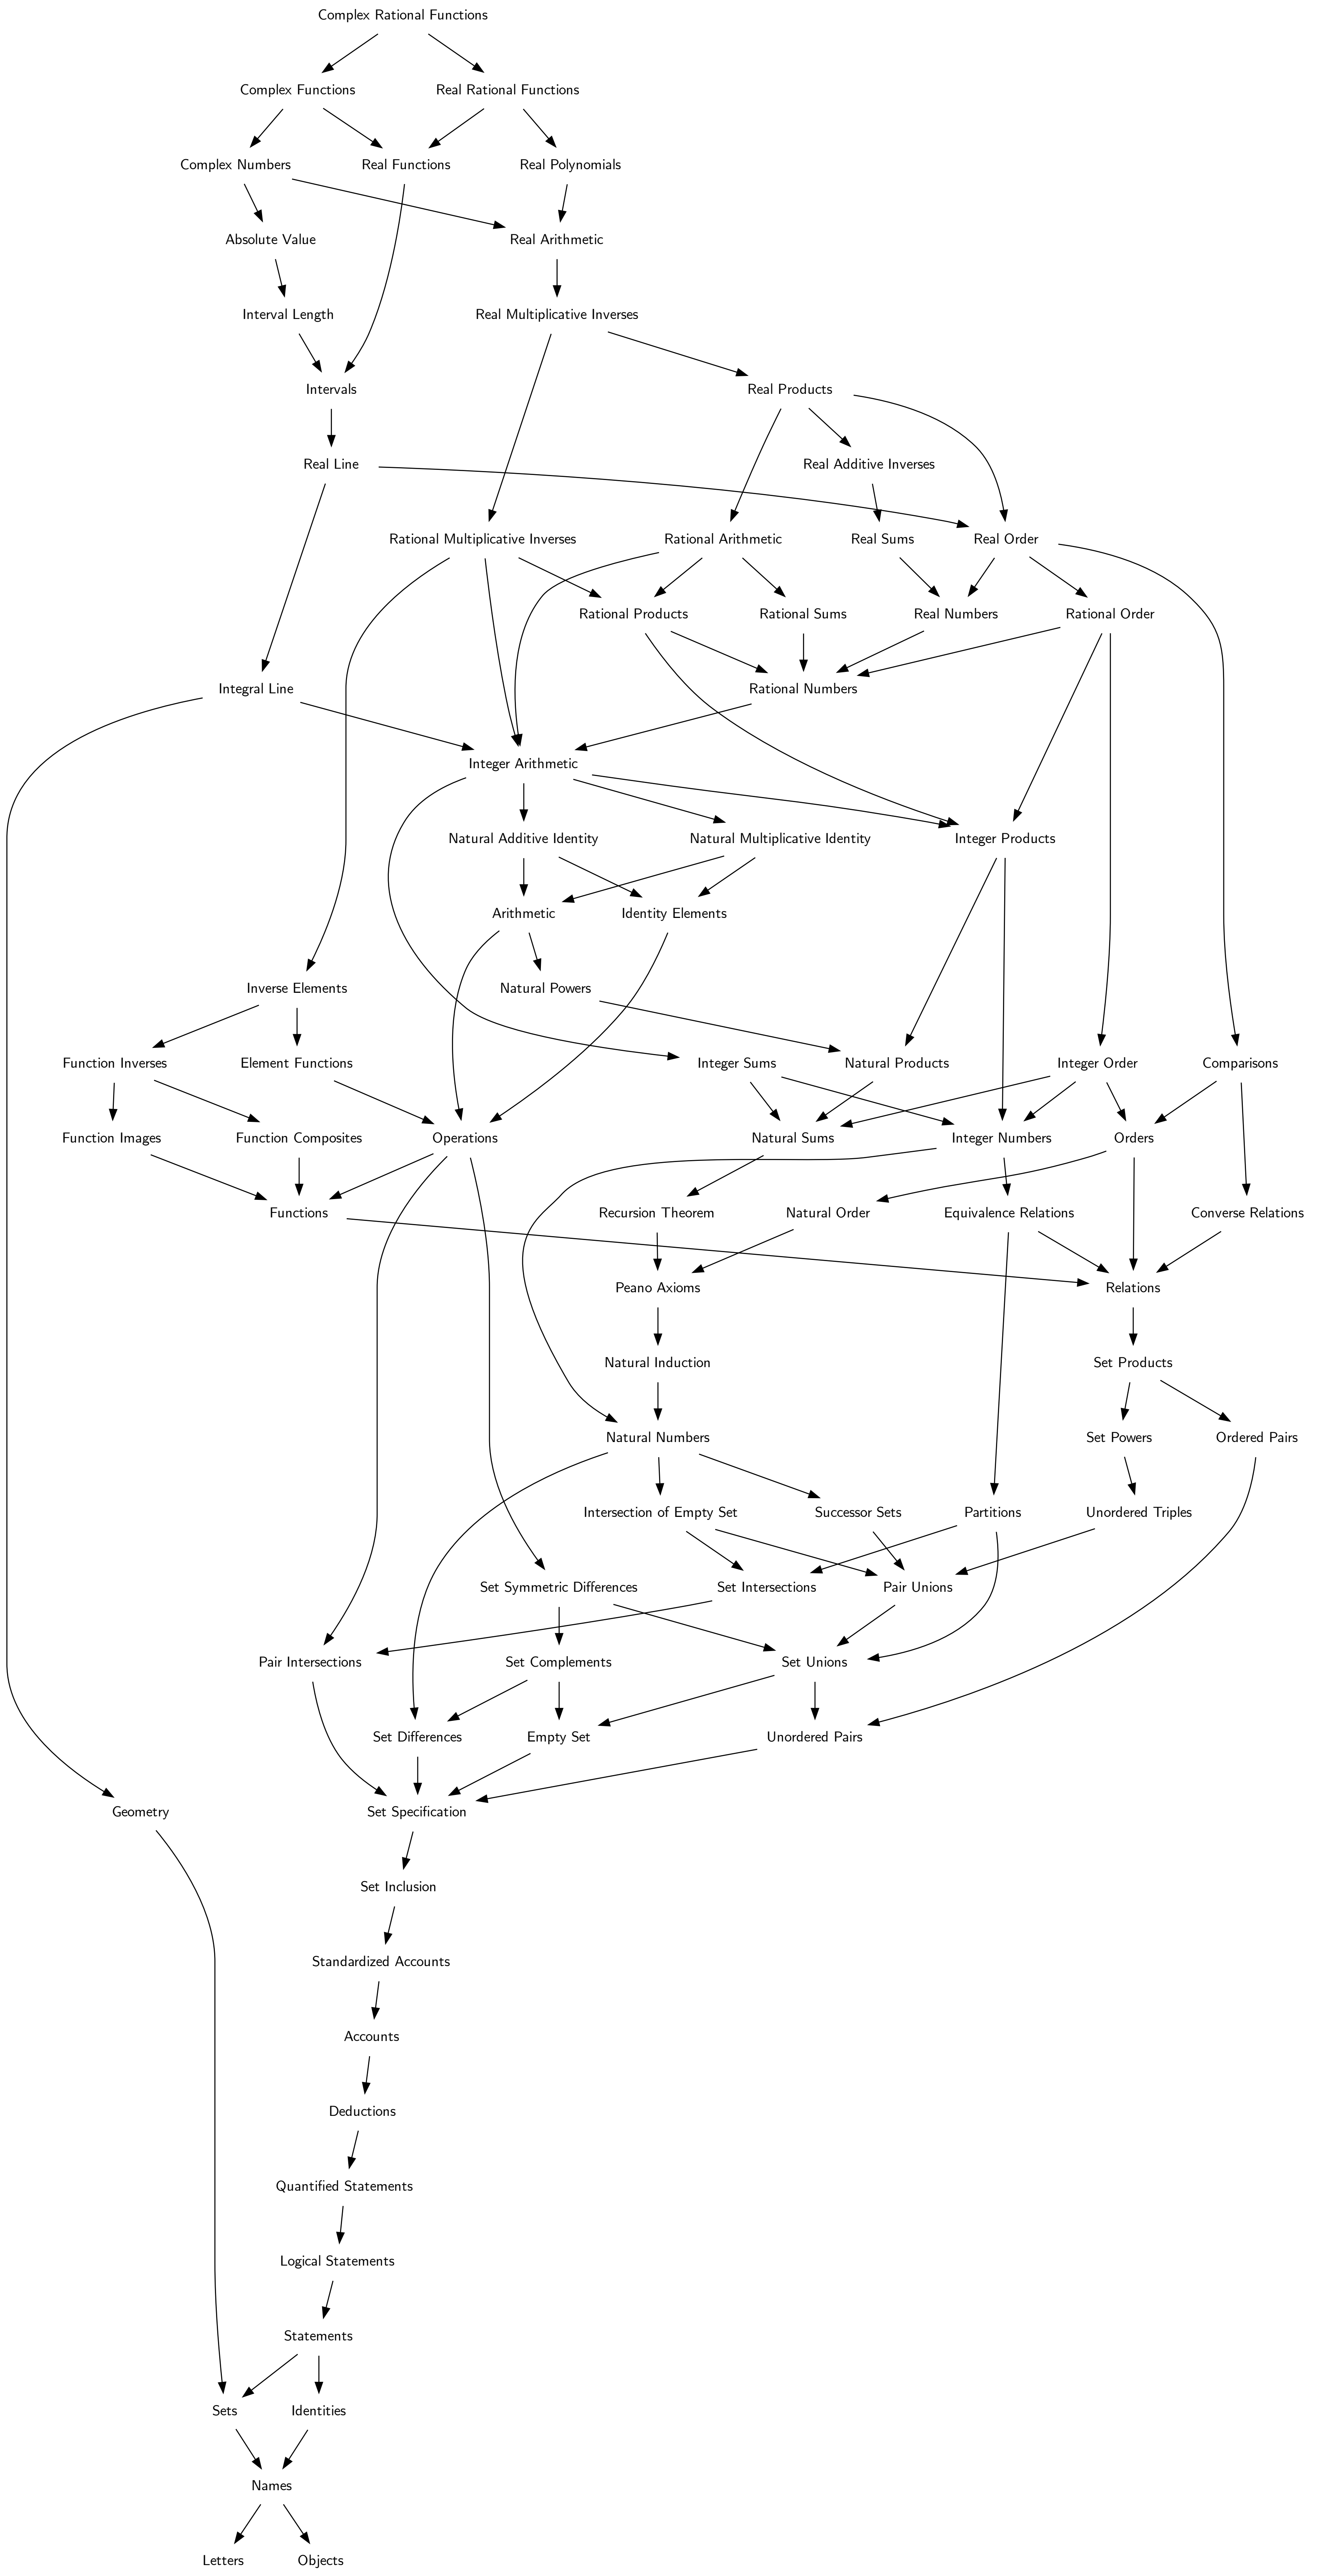 Complex Rational Functions
Complex Functions
Real Rational Functions
Complex Numbers
Real Functions
Real Polynomials
Absolute Value
Real Arithmetic
Interval Length
Real Multiplicative Inverses
Intervals
Real Products
Real Line
Real Additive Inverses
Rational Multiplicative Inverses
Rational Arithmetic
Real Sums
Real Order
Rational Products
Rational Sums
Real Numbers
Rational Order
Integral Line
Rational Numbers
Integer Arithmetic
Natural Additive Identity
Natural Multiplicative Identity
Integer Products
Arithmetic
Identity Elements
Inverse Elements
Natural Powers
Function Inverses
Element Functions
Integer Sums
Natural Products
Integer Order
Comparisons
Function Images
Function Composites
Operations
Natural Sums
Integer Numbers
Orders
Functions
Recursion Theorem
Natural Order
Equivalence Relations
Converse Relations
Peano Axioms
Relations
Natural Induction
Set Products
Natural Numbers
Set Powers
Ordered Pairs
Intersection of Empty Set
Successor Sets
Partitions
Unordered Triples
Set Symmetric Differences
Set Intersections
Pair Unions
Pair Intersections
Set Complements
Set Unions
Set Differences
Empty Set
Unordered Pairs
Geometry
Set Specification
Set Inclusion
Standardized Accounts
Accounts
Deductions
Quantified Statements
Logical Statements
Statements
Sets
Identities
Names
Letters
Objects